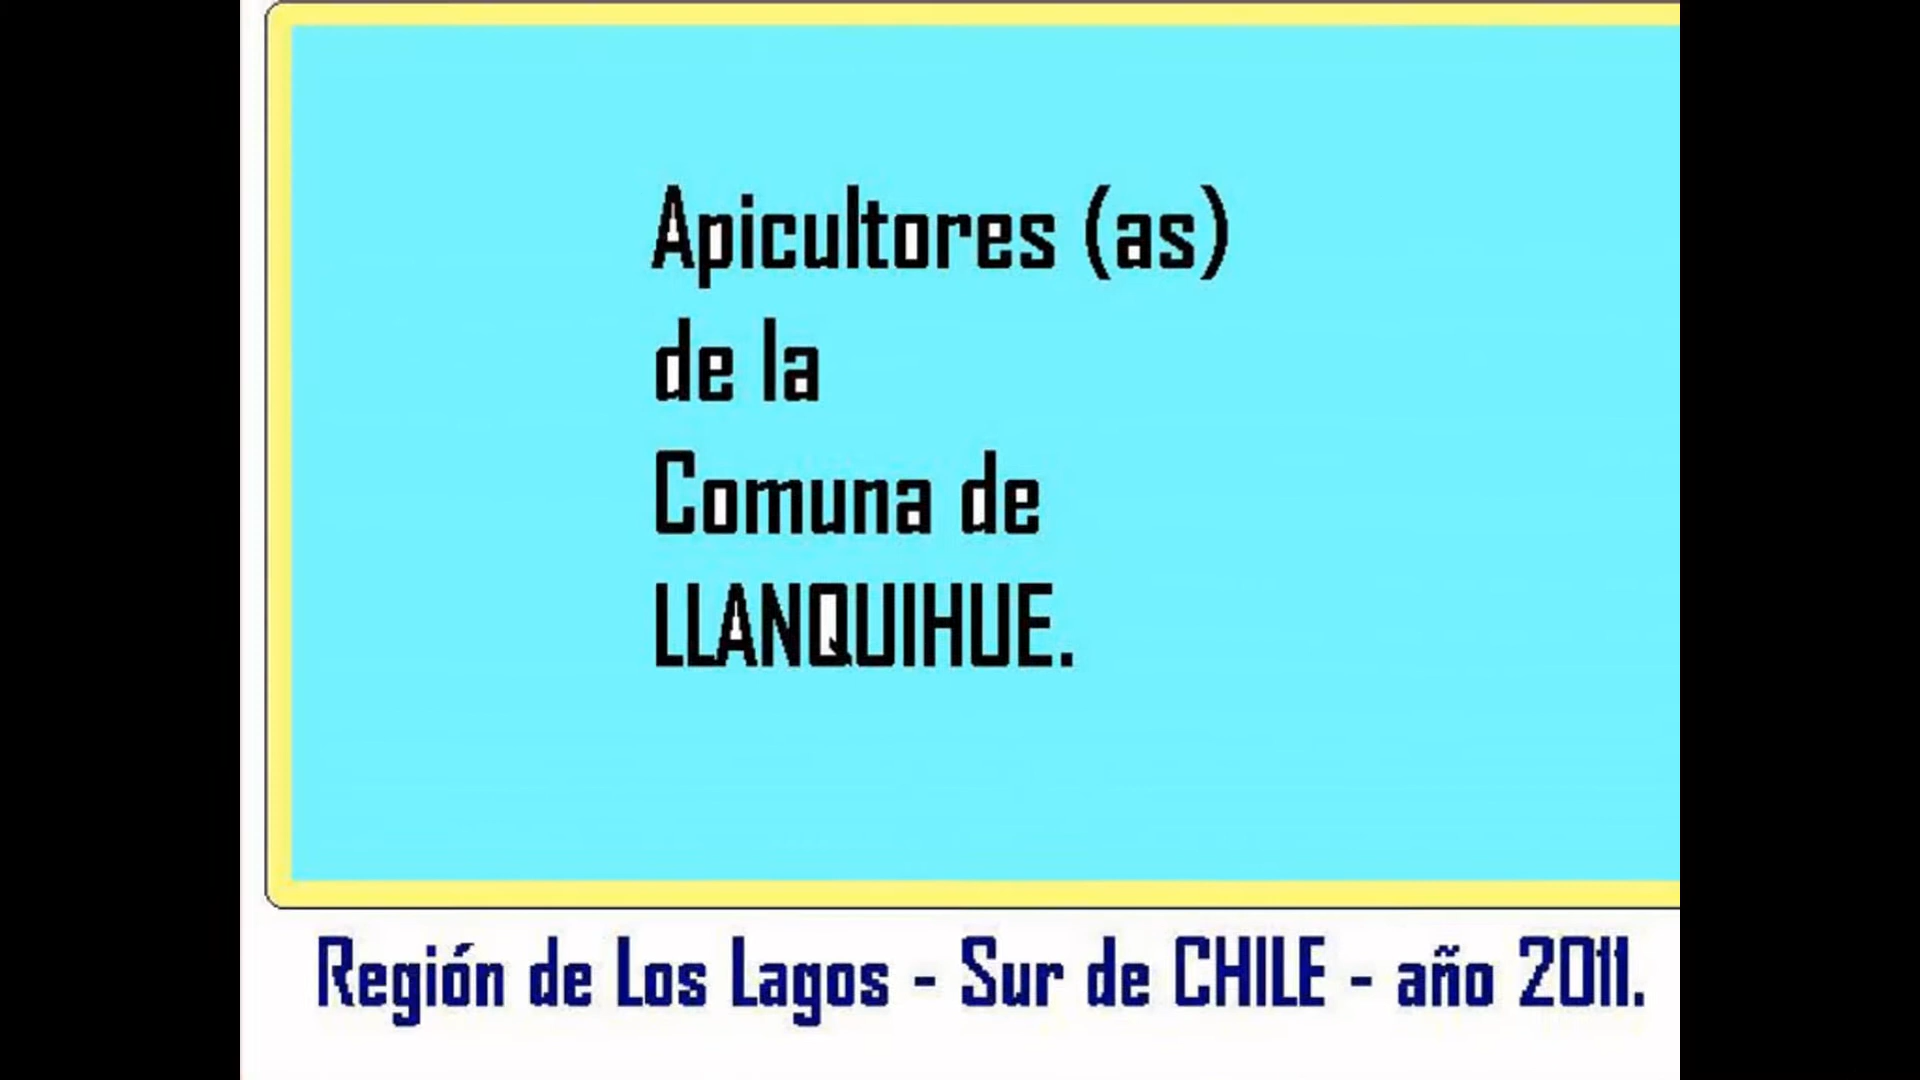 Apicultores (as)
de la
Comuna de
LLANQUIHUE.
Región de Los Lagos - Sur de CHILE - año 2011.